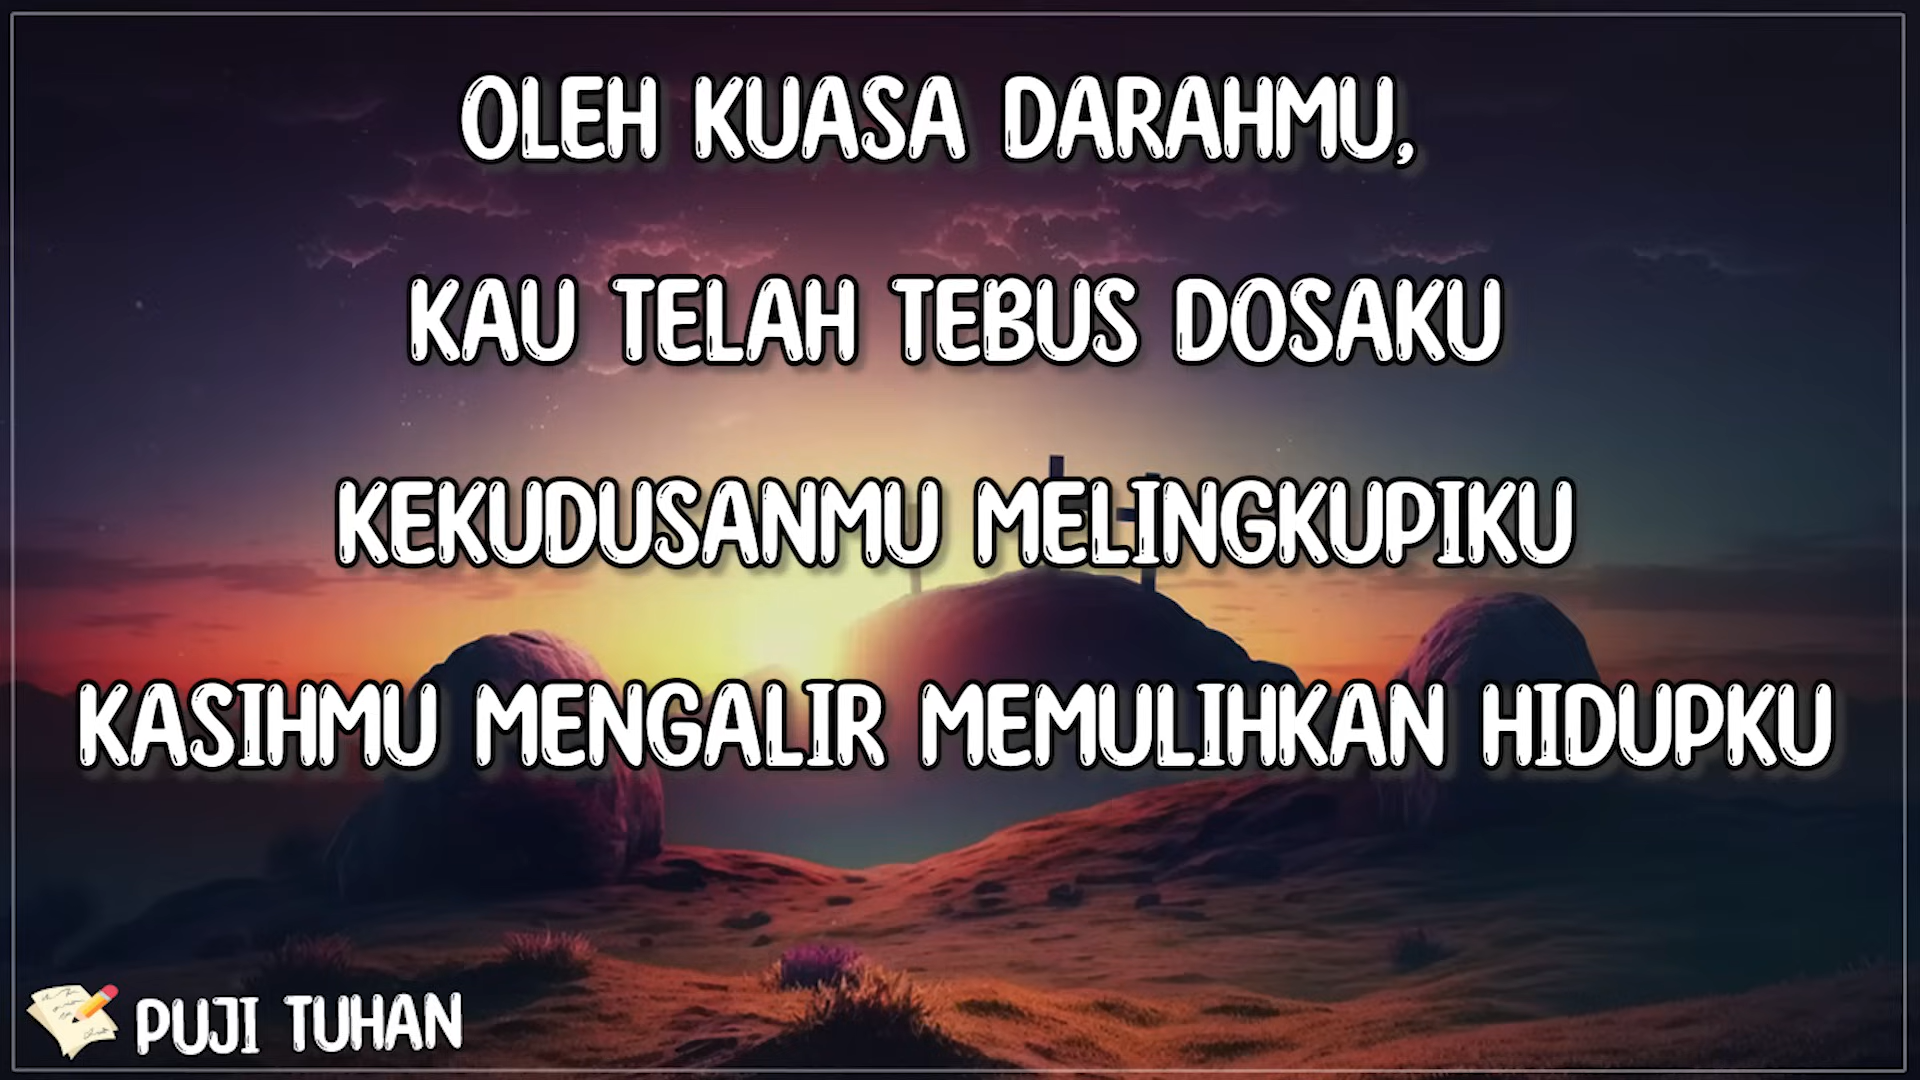 OLEH KUASA DARAHMU,
KAU TELAH TEBUS DOSAKU
KEKUDUSANMU MELINGKUPIKU
KASIHMU MENGALIR MEMULIHKAN HIDUPKU
PUJI TUHAN